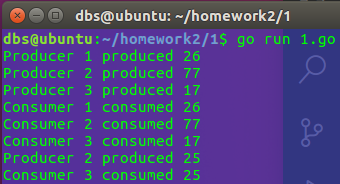 dbs@ubuntu: ~/homework2/1
dbs@ubuntu:~/homework2/1$ go run 1.go
Producer 1 produced 26
Producer 2 produced 77
Producer 3 produced 17
Consumer 1 consumed 26
Consumer 2 consumed 77
Consumer 3 consumed 17
Producer 2 produced 25
Consumer 3 consumed 25